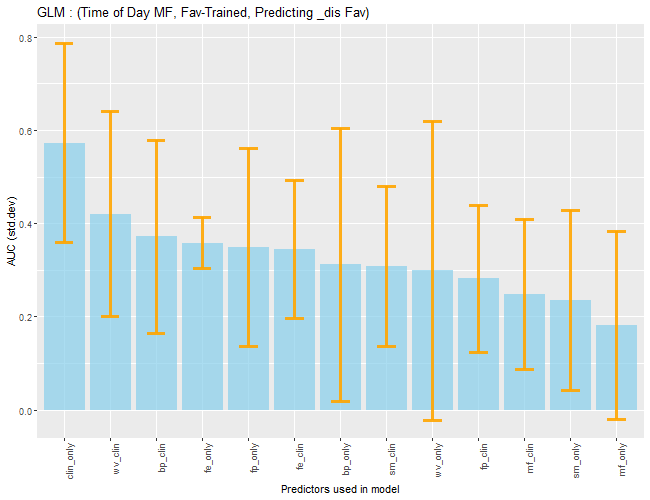 GLM : (Time of Day MF, Fav-Trained, Predicting _dis Fav)
0.8
0.6
0.4
0.2
0.0
AUC (std.dev)
clin_only
wv_clin
bp_clin
fe_only
fp_only
fe_clin
bp_only
sm_clin
wv_only
fp_clin
mf_clin
sm_only
mf_only
Predictors used in model